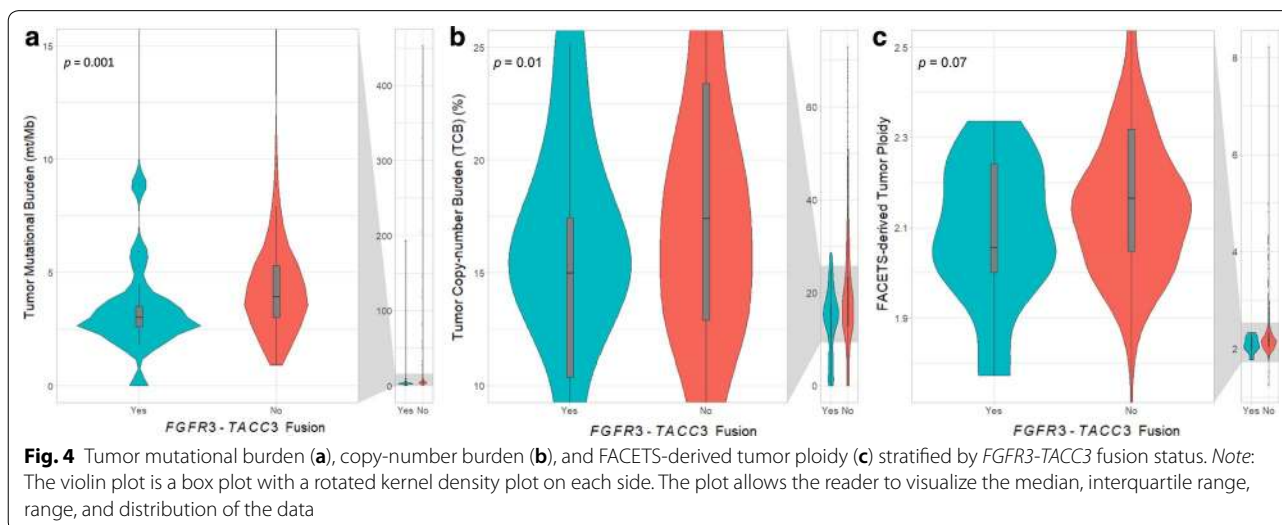 a
p = 0.001
Tumor Mutational Burden (mt/Mb)
15
10
5
0
Yes
No
FGFR3 - TACC3 Fusion
400
300
200
100
0
Yes No
b
p = 0.01
Tumor Copy-number Burden (TCB) (%)
25
20
15
10
Yes
No
FGFR3 - TACC3 Fusion
60
40
20
0
Yes No
c
p = 0.07
FACETS-derived Tumor Ploidy
2.5
2.3
2.1
1.9
Yes
No
FGFR3 - TACC3 Fusion
8
6
4
2
Yes No
Fig. 4 Tumor mutational burden (a), copy-number burden (b), and FACETS-derived tumor ploidy (c) stratified by FGFR3-TACC3 fusion status. Note:
The violin plot is a box plot with a rotated kernel density plot on each side. The plot allows the reader to visualize the median, interquartile range,
range, and distribution of the data